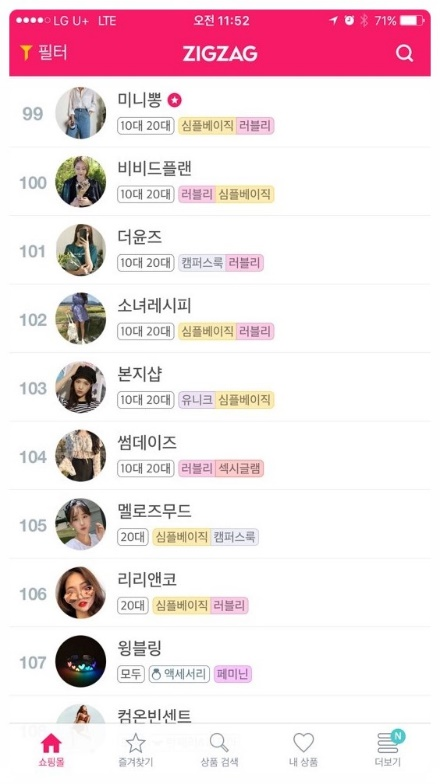 LG U+ LTE 오전 11:52 71%
필터 ZIGZAG
99 미니뽕
10대 20대 심플베이직 러블리
100 비비드플랜
10대 20대 러블리 심플베이직
101 더윤즈
10대 20대 캠퍼스룩 러블리
102 소녀레시피
10대 20대 심플베이직 러블리
103 본지샵
10대 20대 유니크 심플베이직
104 썸데이즈
10대 20대 러블리 섹시글램
105 멜로즈무드
20대 심플베이직 캠퍼스룩
106 리리앤코
20대 심플베이직 러블리
107 윙블링
모두 액세서리 페미닌
컴온빈센트
쇼핑몰 즐겨찾기 상품 검색 내 상품 더보기 N